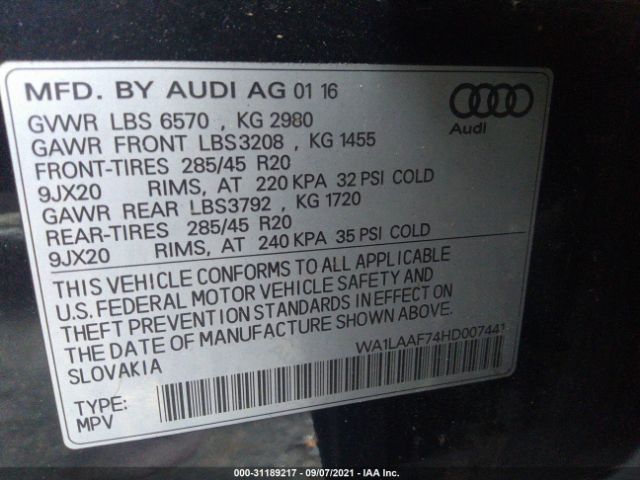 MFD. BY AUDI AG 01 16
Audi
GVWR LBS 6570 , KG 2980
GAWR FRONT LBS3208 , KG 1455
FRONT-TIRES 285/45 R20
9JX20 RIMS, AT 220 KPA 32 PSI COLD
GAWR REAR LBS3792 , KG 1720
REAR-TIRES 285/45 R20
9JX20 RIMS, AT 240 KPA 35 PSI COLD
THIS VEHICLE CONFORMS TO ALL APPLICABLE
U.S. FEDERAL MOTOR VEHICLE SAFETY AND
THEFT PREVENTION STANDARDS IN EFFECT ON
THE DATE OF MANUFACTURE SHOWN ABOVE.
SLOVAKIA
WA1LAAF74HD007441
TYPE:
MPV
000-31189217 - 09/07/2021 - IAA Inc.